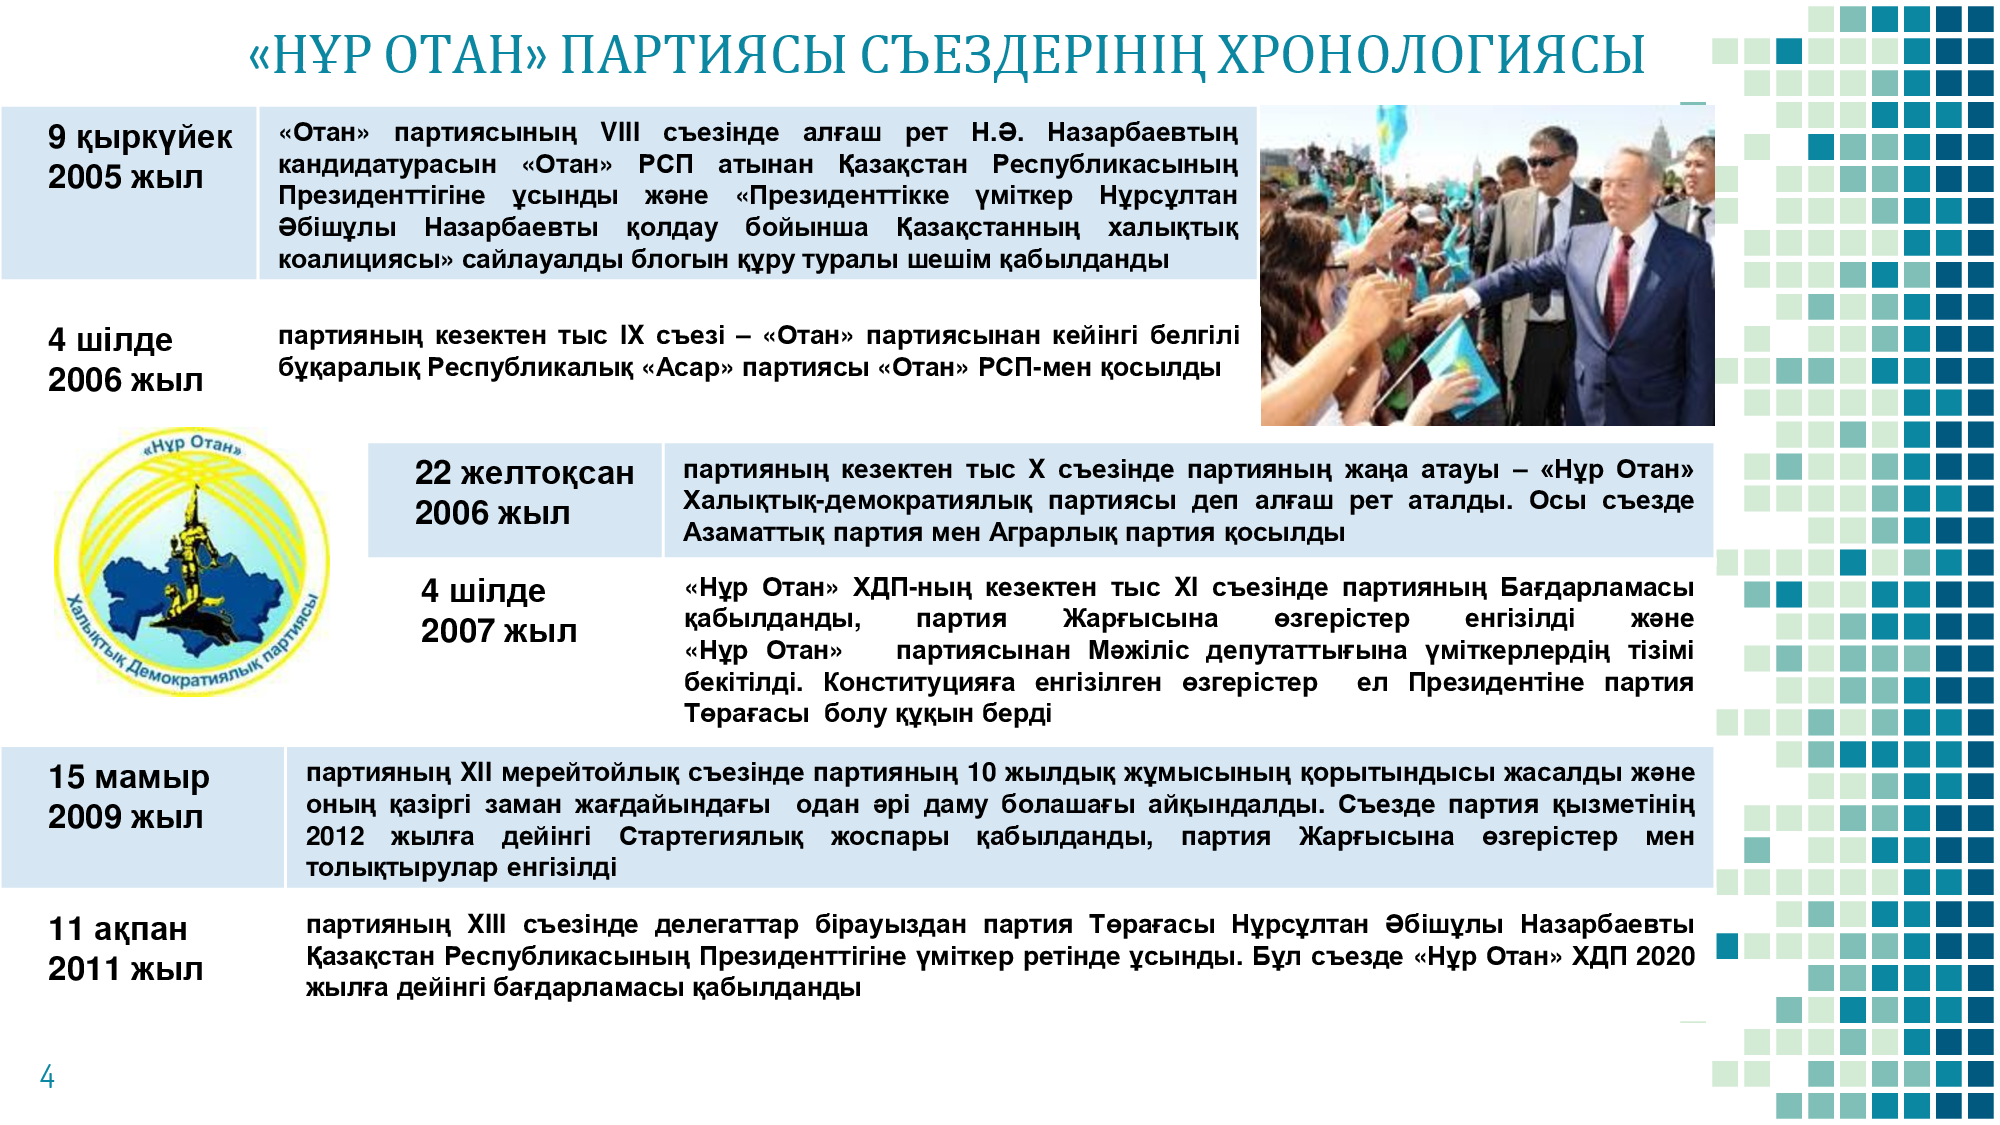 «НҰР ОТАН» ПАРТИЯСЫ СЪЕЗДЕРІНІҢ ХРОНОЛОГИЯСЫ
9 қыркүйек
2005 жыл
«Отан» партиясының VIII съезінде алғаш рет Н.Ә. Назарбаевтың
кандидатурасын «Отан» РСП атынан Қазақстан Республикасының
Президенттігіне ұсынды және «Президенттікке үміткер Нұрсұлтан
Әбішұлы Назарбаевты қолдау бойынша Қазақстанның халықтық
коалициясы» сайлауалды блогын құру туралы шешім қабылданды
4 шілде
2006 жыл
партияның кезектен тыс IX съезі – «Отан» партиясынан кейінгі белгілі
бұқаралық Республикалық «Асар» партиясы «Отан» РСП-мен қосылды
«Нұр Отан»
Халықтық Демократиялық партиясы
22 желтоқсан
2006 жыл
партияның кезектен тыс X съезінде партияның жаңа атауы – «Нұр Отан»
Халықтық-демократиялық партиясы деп алғаш рет аталды. Осы съезде
Азаматтық партия мен Аграрлық партия қосылды
4 шілде
2007 жыл
«Нұр Отан» ХДП-ның кезектен тыс XI съезінде партияның Бағдарламасы
қабылданды, партия Жарғысына өзгерістер енгізілді және
«Нұр Отан» партиясынан Мәжіліс депутаттығына үміткерлердің тізімі
бекітілді. Конституцияға енгізілген өзгерістер ел Президентіне партия
Төрағасы болу құқын берді
15 мамыр
2009 жыл
партияның XII мерейтойлық съезінде партияның 10 жылдық жұмысының қорытындысы жасалды және
оның қазіргі заман жағдайындағы одан әрі даму болашағы айқындалды. Съезде партия қызметінің
2012 жылға дейінгі Стартегиялық жоспары қабылданды, партия Жарғысына өзгерістер мен
толықтырулар енгізілді
11 ақпан
2011 жыл
партияның XIII съезінде делегаттар бірауыздан партия Төрағасы Нұрсұлтан Әбішұлы Назарбаевты
Қазақстан Республикасының Президенттігіне үміткер ретінде ұсынды. Бұл съезде «Нұр Отан» ХДП 2020
жылға дейінгі бағдарламасы қабылданды
4